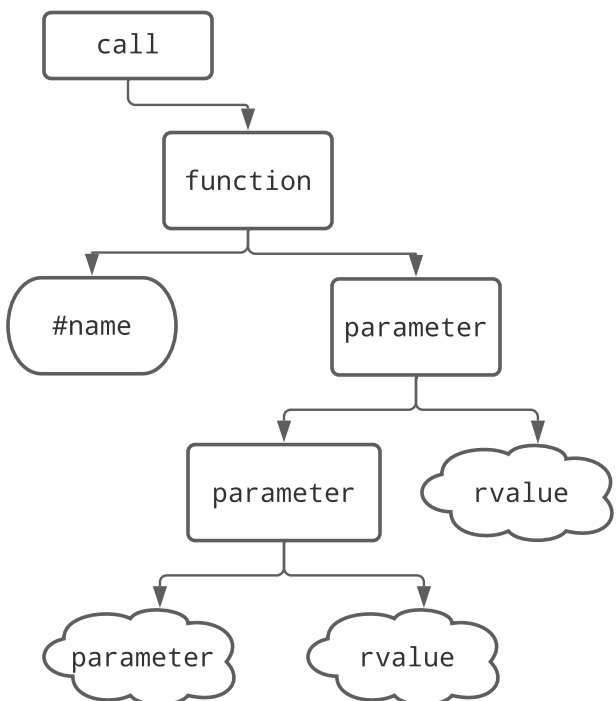 call
function
#name
parameter
parameter
rvalue
parameter
rvalue